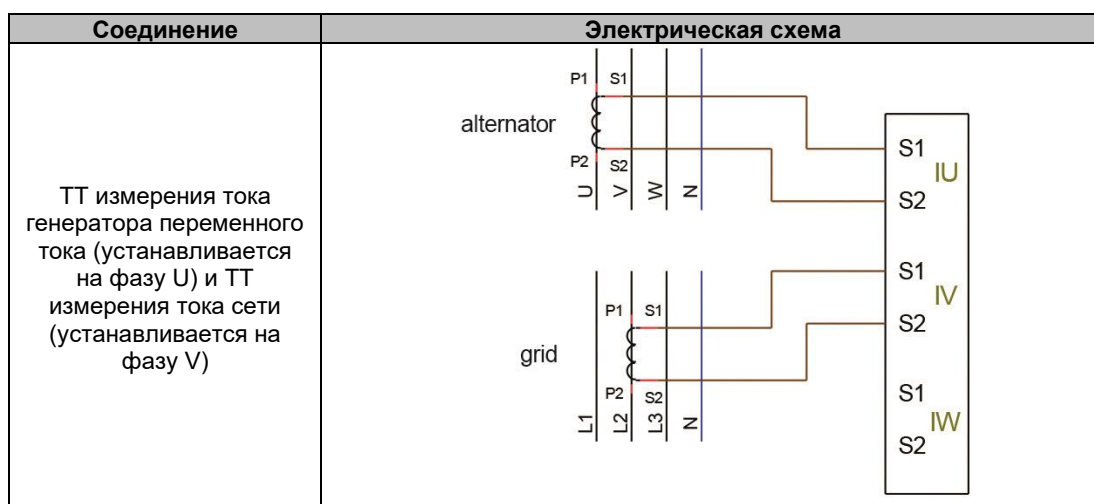 Соединение
Электрическая схема
ТТ измерения тока
генератора переменного
тока (устанавливается
на фазу U) и ТТ
измерения тока сети
(устанавливается на
фазу V)
P1 S1
alternator
P2 S2
U V W N
P1 S1
grid
P2 S2
L1 L2 L3 N
S1
IU
S2
S1
IV
S2
S1
IW
S2